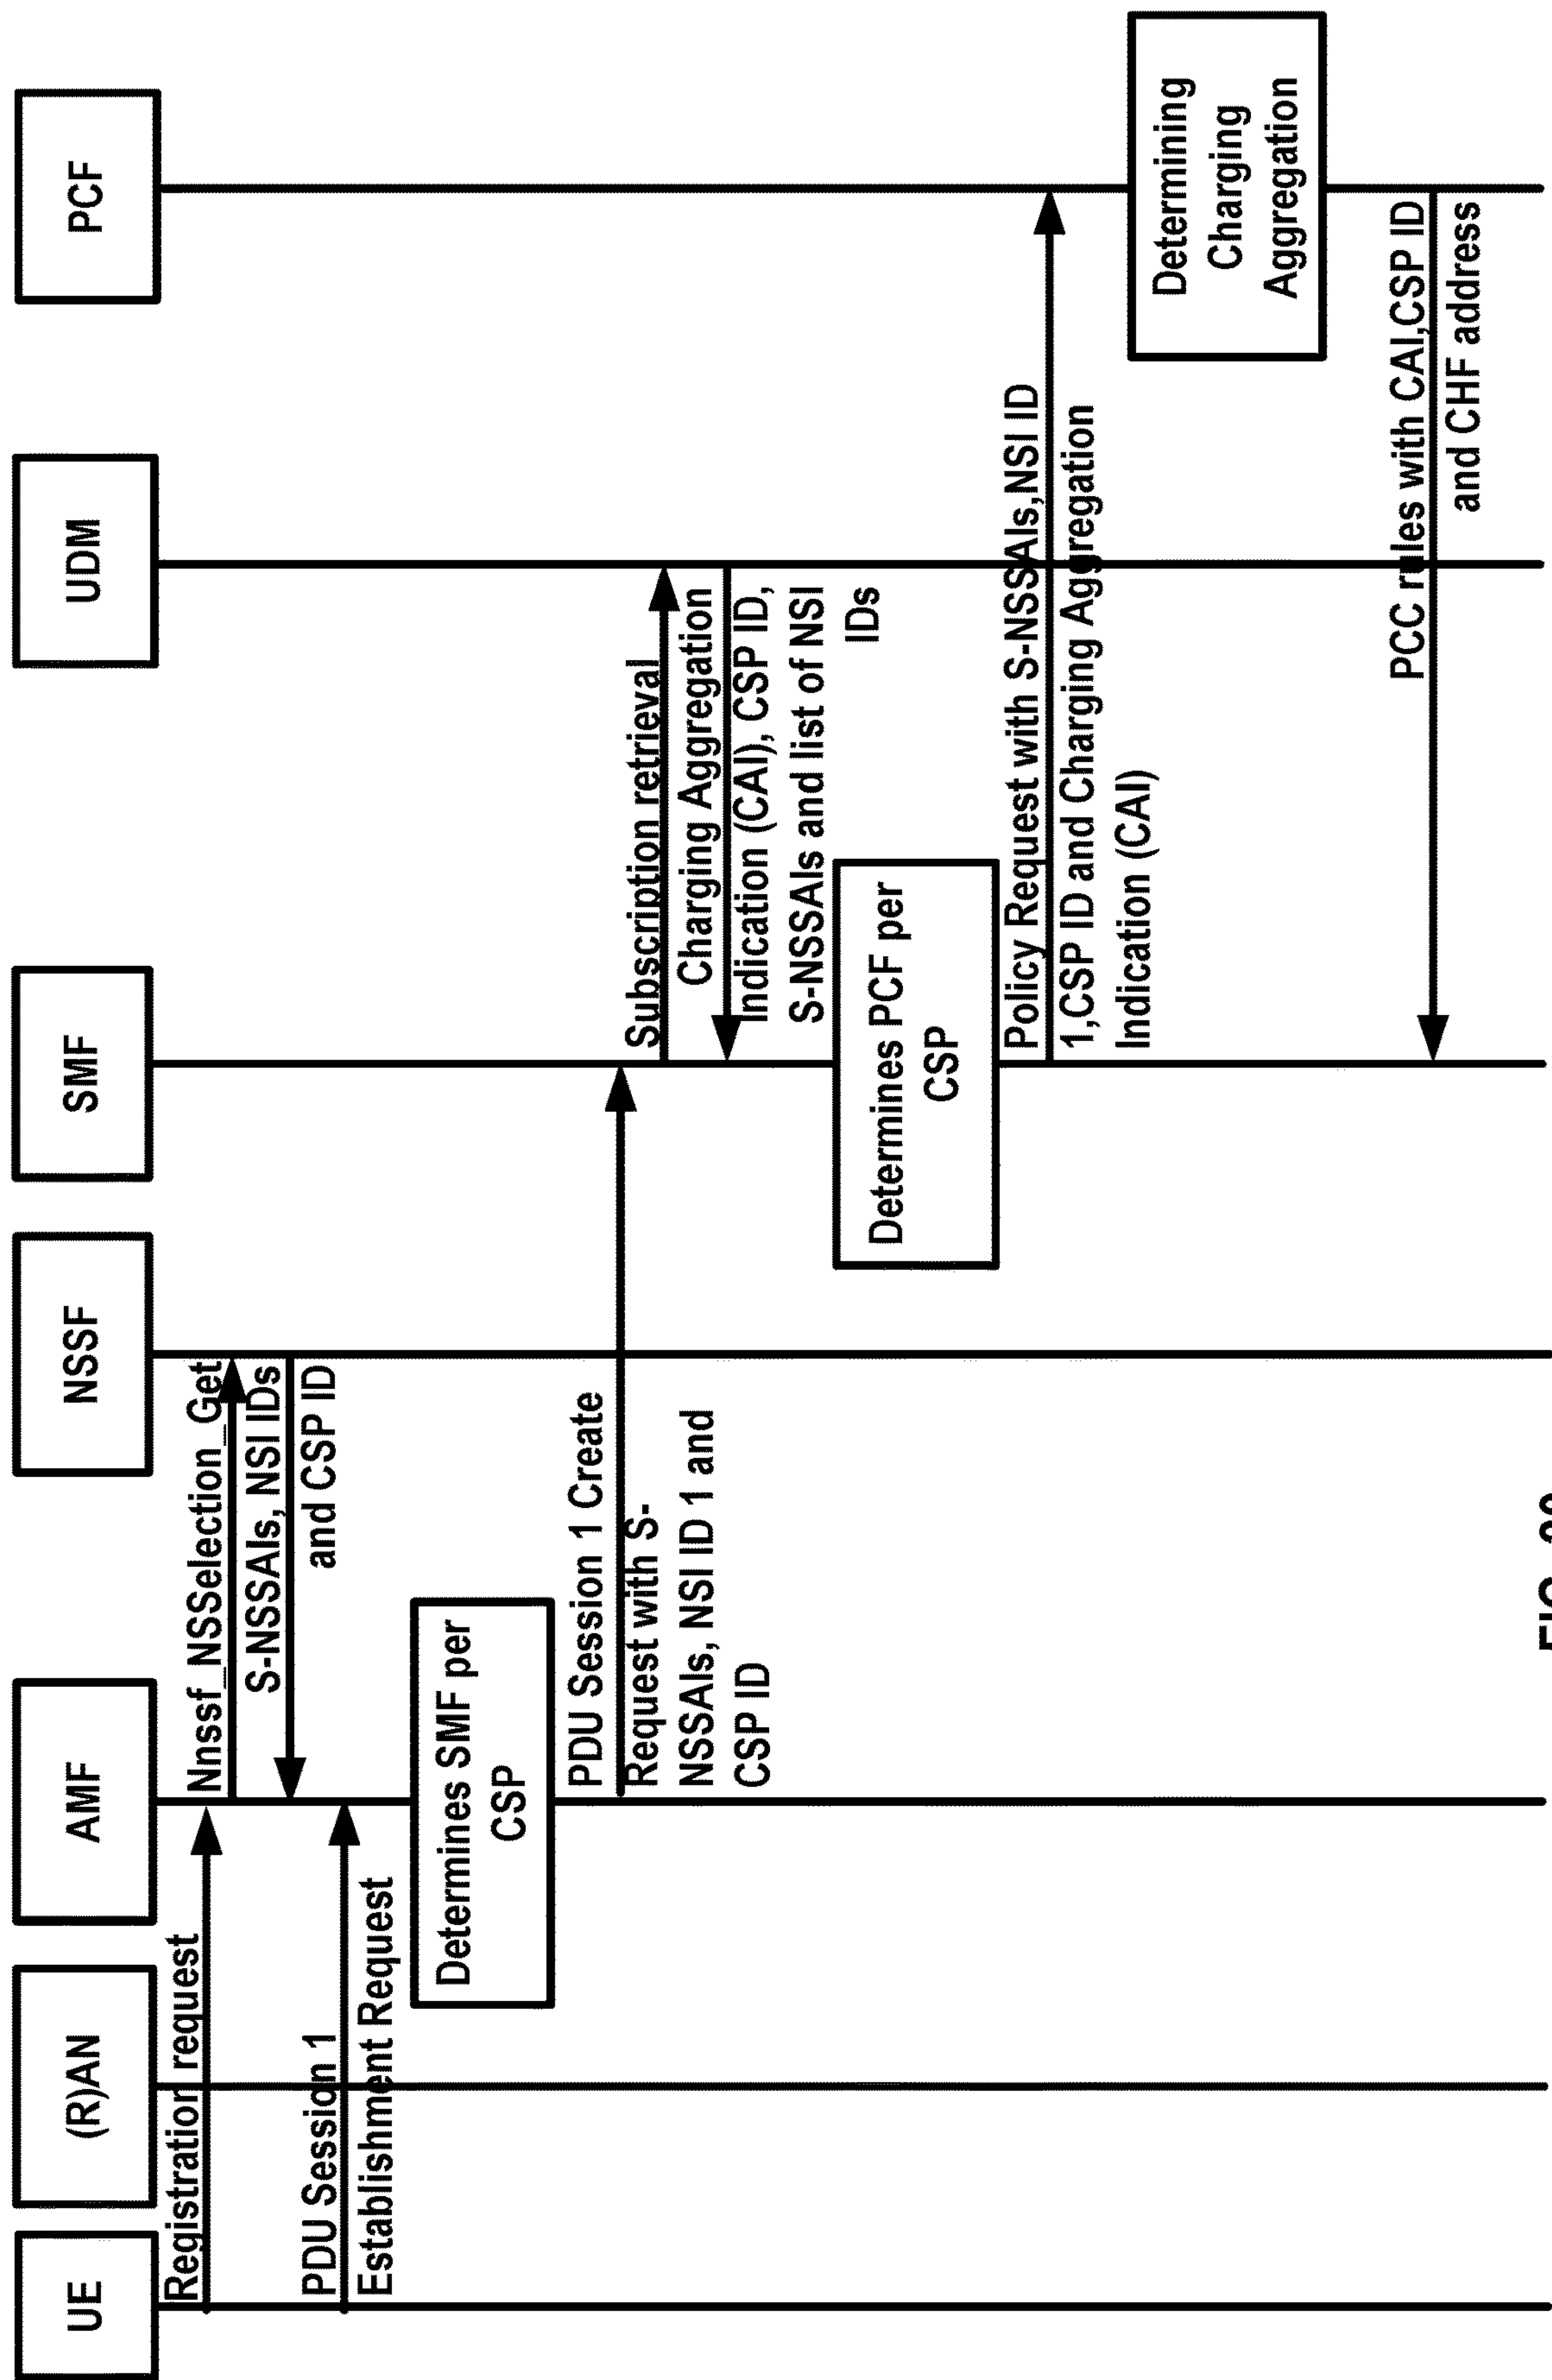 UE
(R)AN
AMF
NSSF
SMF
UDM
PCF
Registration request
Nnssf_NSSelection_Get
S-NSSAIs, NSI IDs
and CSP ID
PDU Session 1
Establishment Request
Determines SMF per
CSP
PDU Session 1 Create
Request with S-
NSSAIs, NSI ID 1 and
CSP ID
Subscription retrieval
Charging Aggregation
Indication (CAI), CSP ID,
S-NSSAIs and list of NSI
IDs
Determines PCF per
CSP
Policy Request with S-NSSAIs,NSI ID
1,CSP ID and Charging Aggregation
Indication (CAI)
Determining
Charging
Aggregation
PCC rules with CAI,CSP ID
and CHF address
FIG.